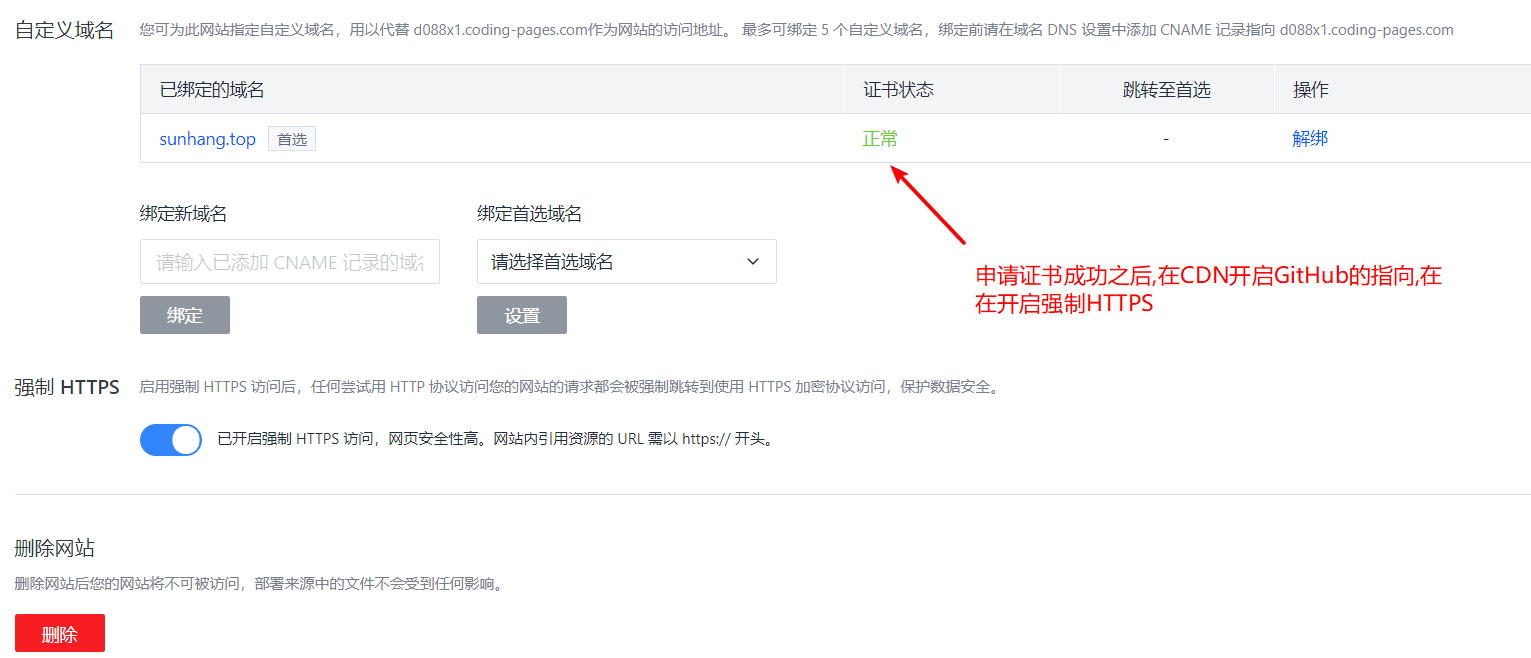 自定义域名 您可为此网站指定自定义域名，用以代替 d088x1.coding-pages.com作为网站的访问地址。 最多可绑定 5 个自定义域名，绑定前请在域名 DNS 设置中添加 CNAME 记录指向 d088x1.coding-pages.com
已绑定的域名 证书状态 跳转至首选 操作
sunhang.top 首选 正常 - 解绑
绑定新域名 绑定首选域名
请输入已添加 CNAME 记录的域 请选择首选域名
绑定 设置
申请证书成功之后,在CDN开启GitHub的指向,在
在开启强制HTTPS
强制 HTTPS 启用强制 HTTPS 访问后，任何尝试用 HTTP 协议访问您的网站的请求都会被强制跳转到使用 HTTPS 加密协议访问，保护数据安全。
已开启强制 HTTPS 访问，网页安全性高。网站内引用资源的 URL 需以 https:// 开头。
删除网站
删除网站后您的网站将不可被访问，部署来源中的文件不会受到任何影响。
删除